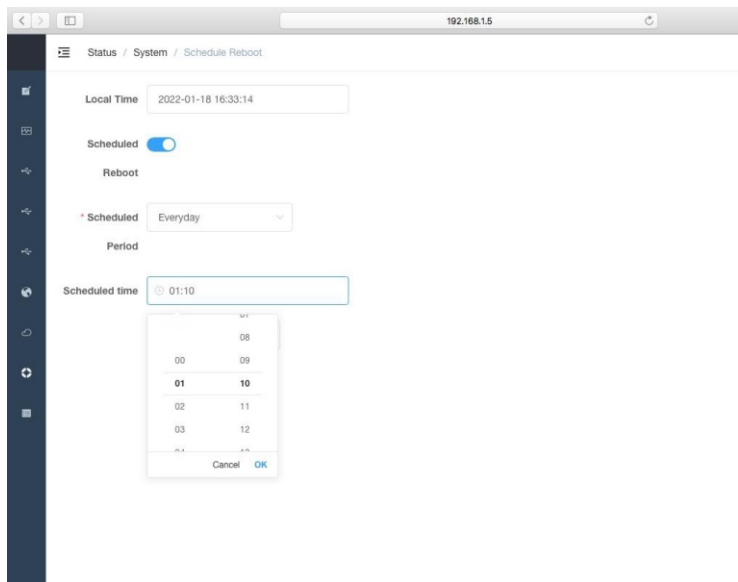 192.168.1.5
Status / System / Schedule Reboot
Local Time 2022-01-18 16:33:14
Scheduled
Reboot
* Scheduled Everyday
Period
Scheduled time 01:10
08
00 09
01 10
02 11
03 12
Cancel OK